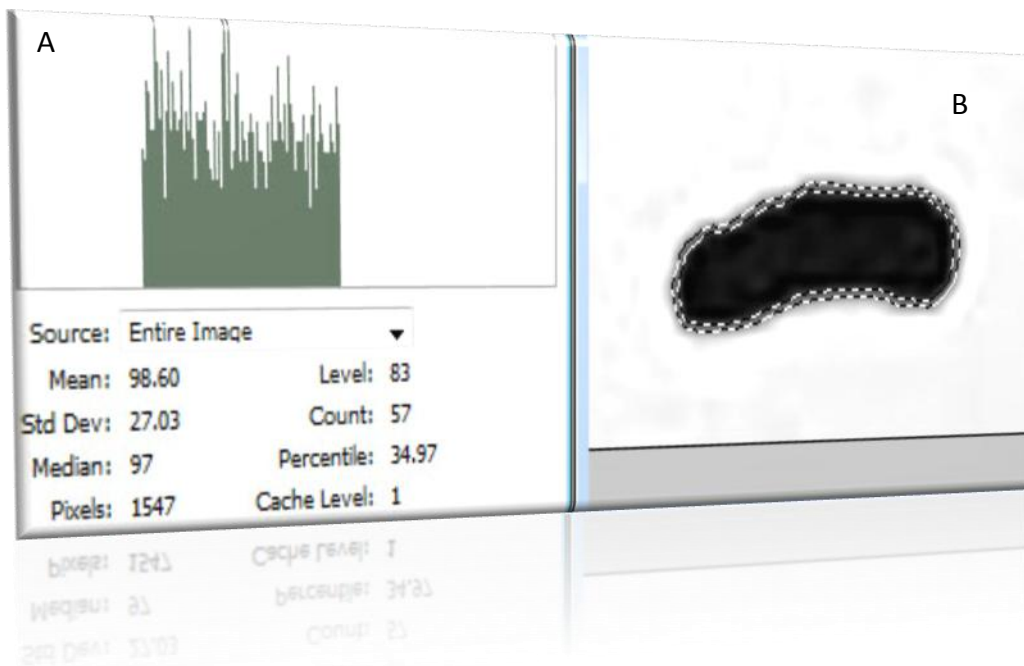 A
B
Source: Entire Image
Mean: 98.60 Level: 83
Std Dev: 27.03 Count: 57
Median: 97 Percentile: 34.97
Pixels: 1547 Cache Level: 1